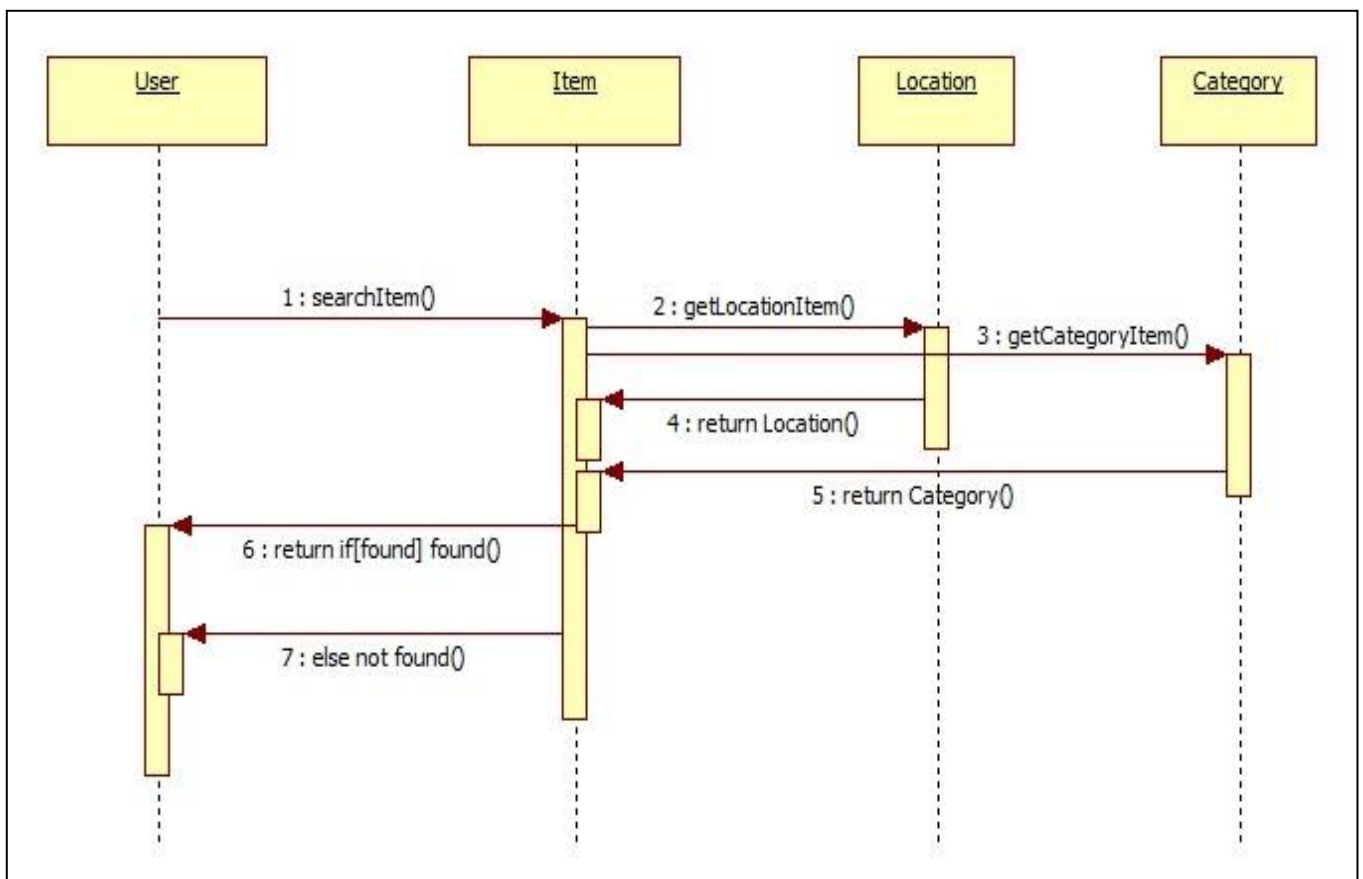 User
Item
Location
Category
1 : searchItem()
2 : getLocationItem()
3 : getCategoryItem()
4 : return Location()
5 : return Category()
6 : return if[found] found()
7 : else not found()